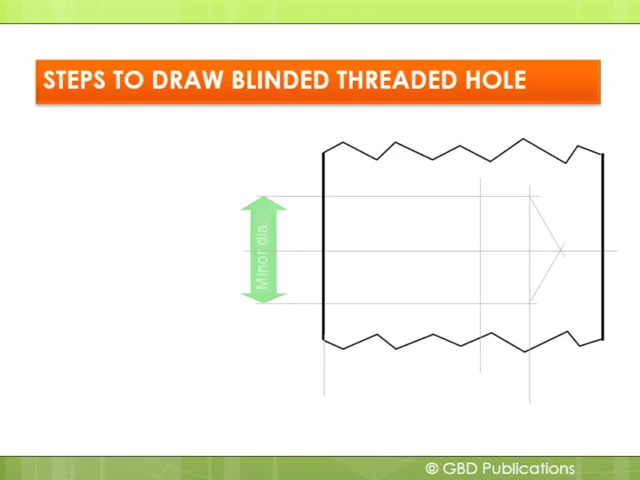 STEPS TO DRAW BLINDED THREADED HOLE
Minor dia
© GBD Publications